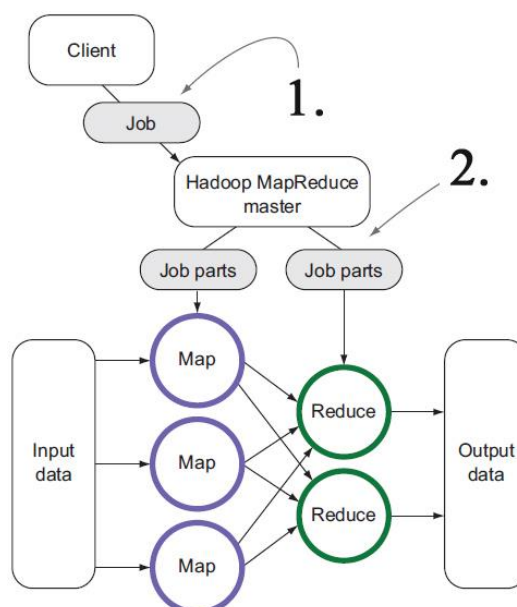 Client
1.
Job
Hadoop MapReduce
master
2.
Job parts
Job parts
Map
Reduce
Input
data
Map
Output
data
Reduce
Map